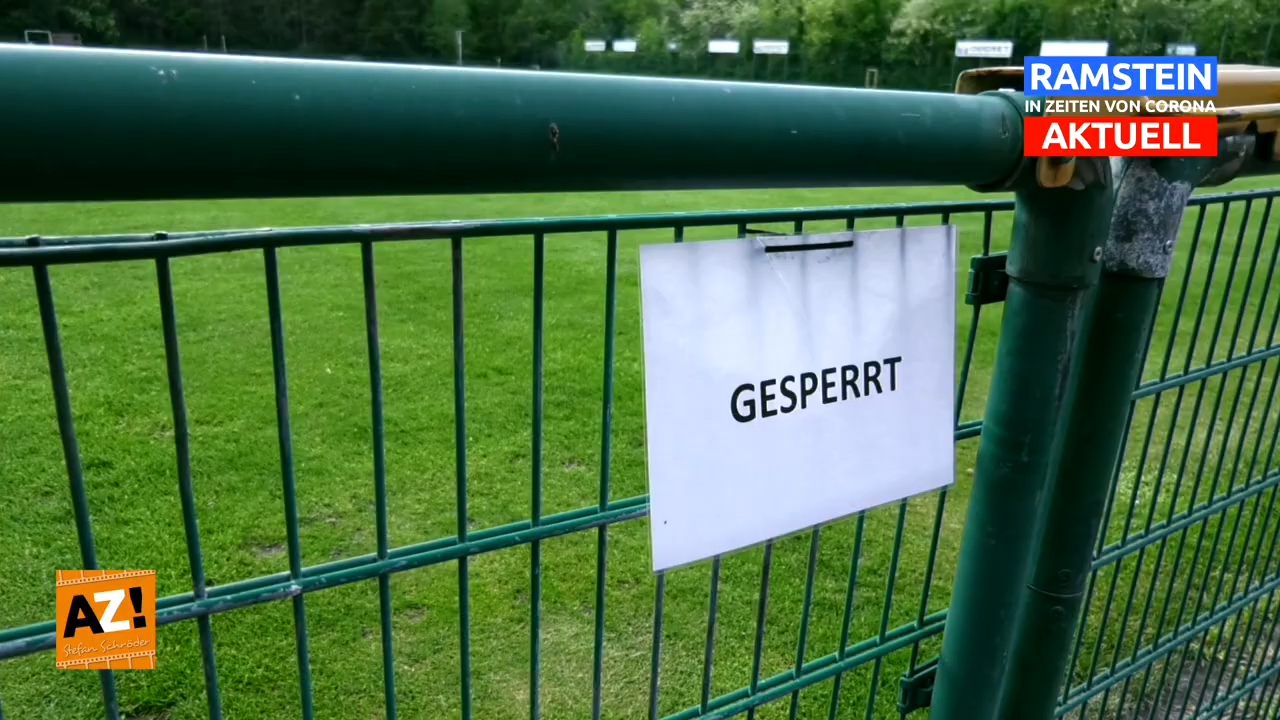 RAMSTEIN
IN ZEITEN VON CORONA
AKTUELL
GESPERRT
AZ!
Stefan Schröder